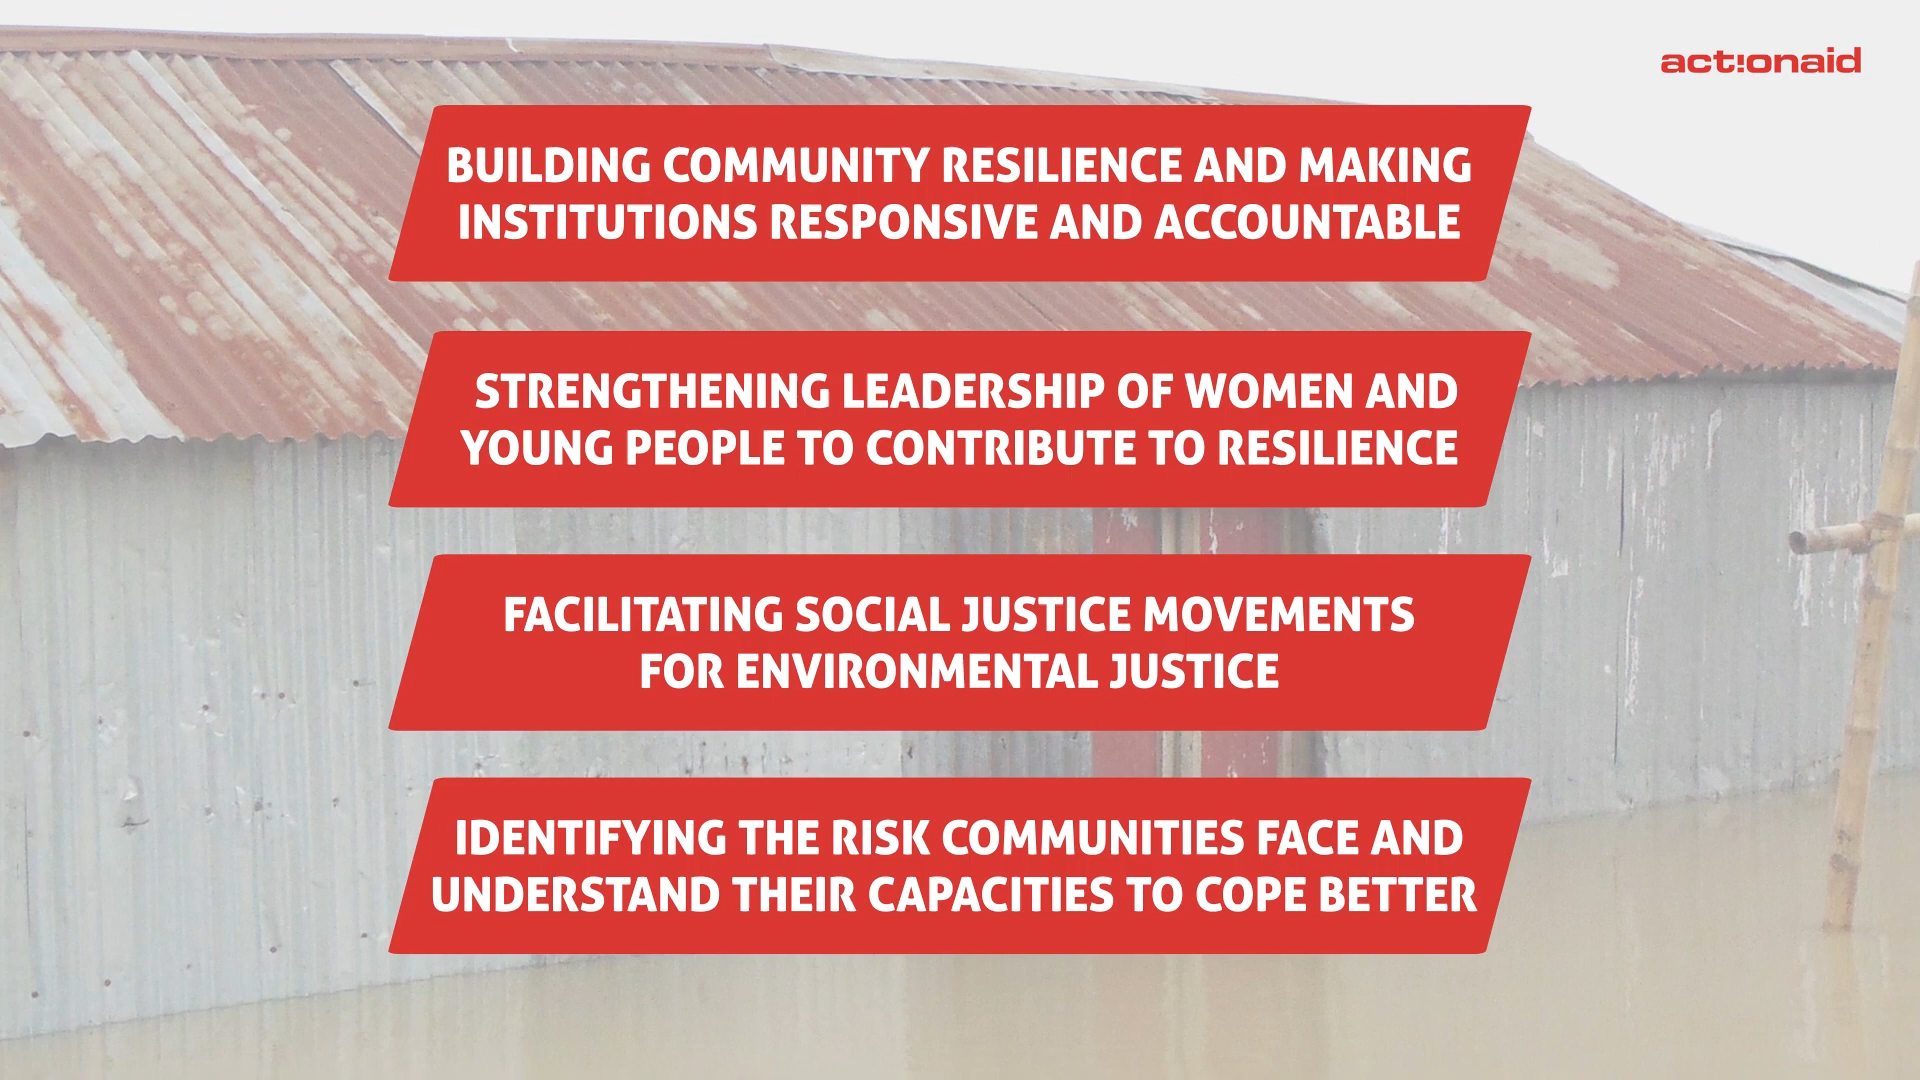 act!onaid
BUILDING COMMUNITY RESILIENCE AND MAKING
INSTITUTIONS RESPONSIVE AND ACCOUNTABLE
STRENGTHENING LEADERSHIP OF WOMEN AND
YOUNG PEOPLE TO CONTRIBUTE TO RESILIENCE
FACILITATING SOCIAL JUSTICE MOVEMENTS
FOR ENVIRONMENTAL JUSTICE
IDENTIFYING THE RISK COMMUNITIES FACE AND
UNDERSTAND THEIR CAPACITIES TO COPE BETTER